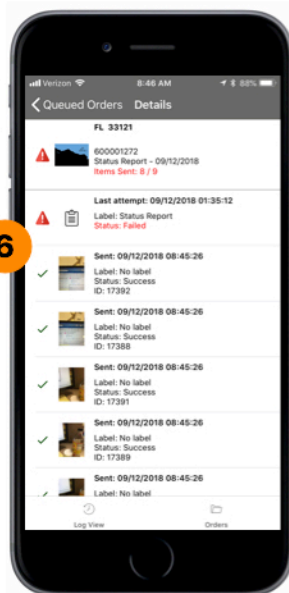 Verizon 8:46 AM 88%
Queued Orders Details
FL 33121
600001272
Status Report - 09/12/2018
Items Sent: 8 / 9
Last attempt: 09/12/2018 01:35:12
Label: Status Report
Status: Failed
6
Sent: 09/12/2018 08:45:26
Label: No label
Status: Success
ID: 17392
Sent: 09/12/2018 08:45:26
Label: No label
Status: Success
ID: 17388
Sent: 09/12/2018 08:45:26
Label: No label
Status: Success
ID: 17391
Sent: 09/12/2018 08:45:26
Label: No label
Status: Success
ID: 17389
Sent: 09/12/2018 08:45:26
Label: No label
Log View Orders